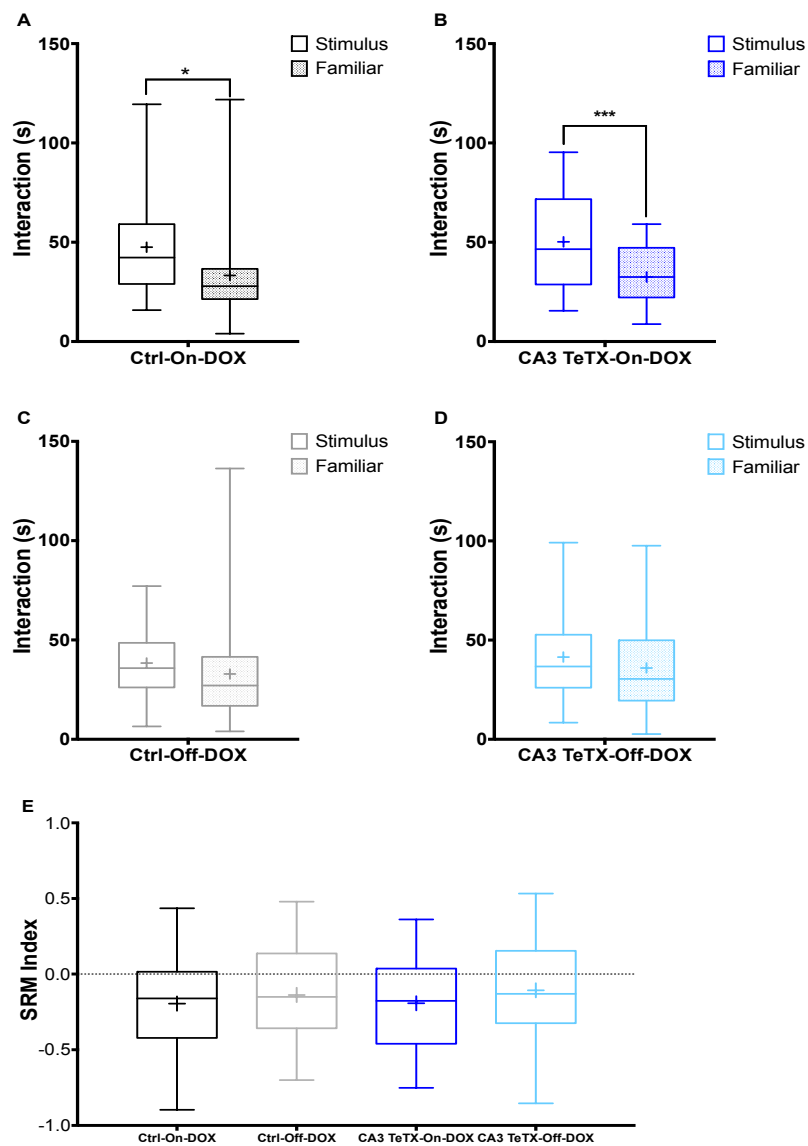 A
B
150
100
50
0
Interaction (s)
Stimulus
Familiar
*
Ctrl-On-DOX
150
100
50
0
Interaction (s)
Stimulus
Familiar
***
CA3 TeTX-On-DOX
C
D
150
100
50
0
Interaction (s)
Stimulus
Familiar
Ctrl-Off-DOX
150
100
50
0
Interaction (s)
Stimulus
Familiar
CA3 TeTX-Off-DOX
E
1.0
0.5
0.0
-0.5
-1.0
SRM Index
Ctrl-On-DOX
Ctrl-Off-DOX
CA3 TeTX-On-DOX
CA3 TeTX-Off-DOX